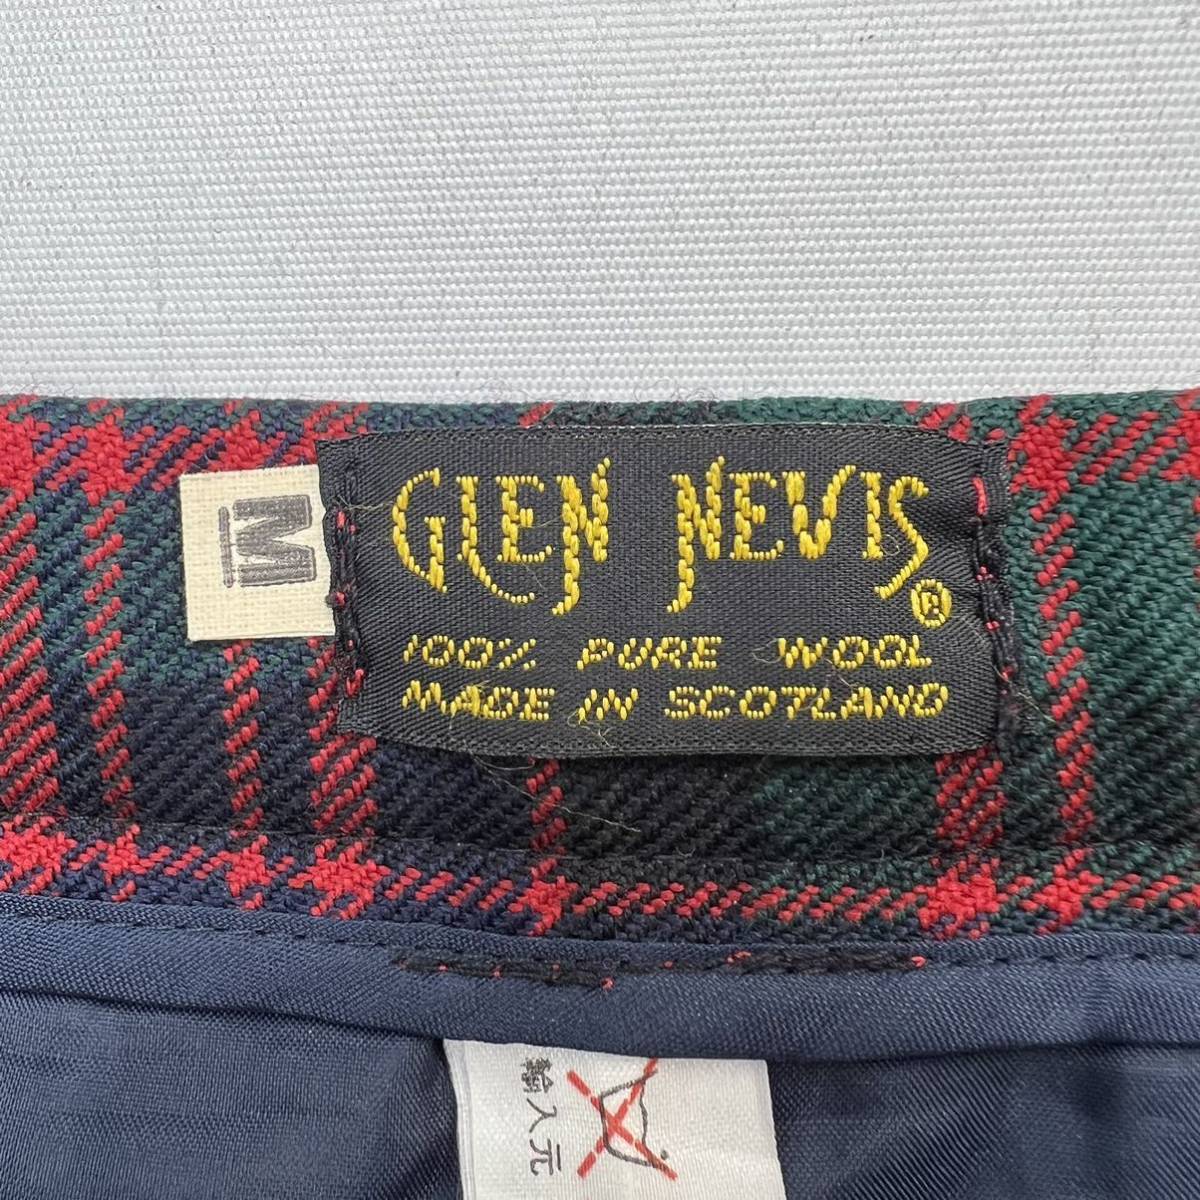 M
GLEN NEVIS
®
100% PURE WOOL
MADE IN SCOTLAND
輸入元